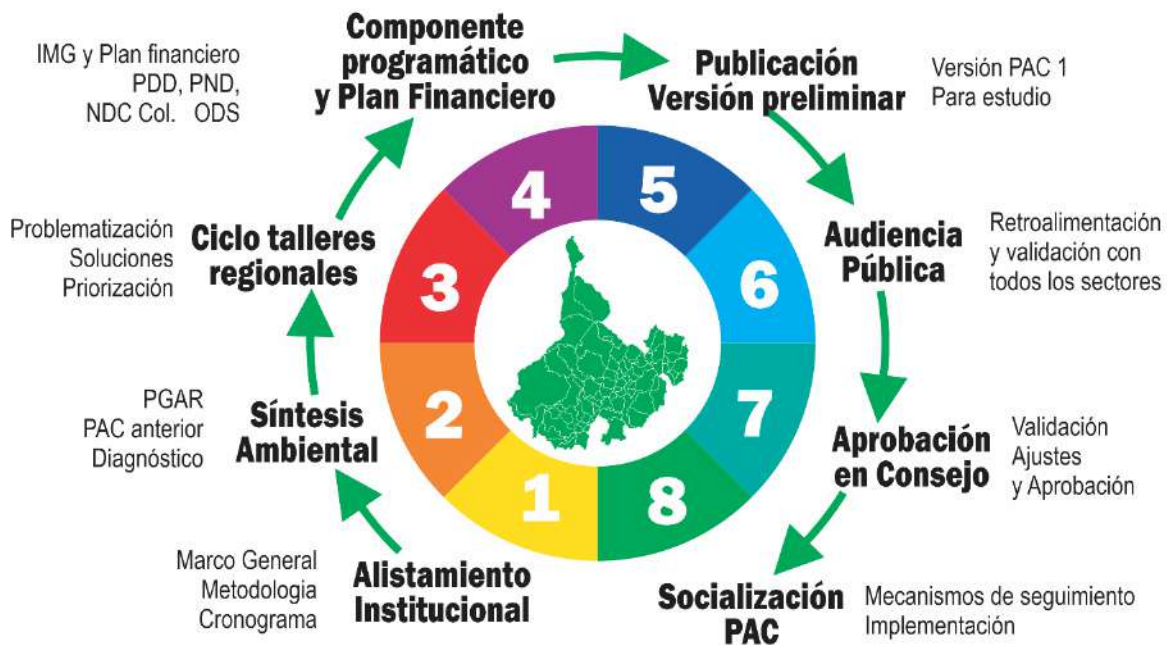 1
Alistamiento
Institucional
Marco General
Metodologia
Cronograma
2
Síntesis
Ambiental
PGAR
PAC anterior
Diagnóstico
3
Ciclo talleres
regionales
Problematización
Soluciones
Priorización
4
Componente
programático
y Plan Financiero
IMG y Plan financiero
PDD, PND,
NDC Col. ODS
5
Publicación
Versión preliminar
Versión PAC 1
Para estudio
6
Audiencia
Pública
Retroalimentación
y validación con
todos los sectores
7
Aprobación
en Consejo
Validación
Ajustes
y Aprobación
8
Socialización
PAC
Mecanismos de seguimiento
Implementación